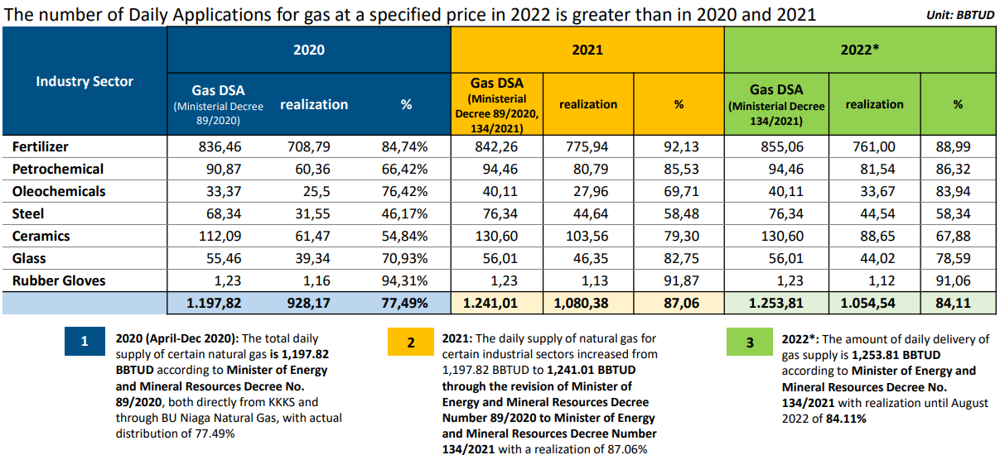 The number of Daily Applications for gas at a specified price in 2022 is greater than in 2020 and 2021
Unit: BBTUD
Industry Sector 2020 2021 2022*
Gas DSA (Ministerial Decree 89/2020) realization % Gas DSA (Ministerial Decree 89/2020, 134/2021) realization % Gas DSA (Ministerial Decree 134/2021) realization %
Fertilizer 836,46 708,79 84,74% 842,26 775,94 92,13 855,06 761,00 88,99
Petrochemical 90,87 60,36 66,42% 94,46 80,79 85,53 94,46 81,54 86,32
Oleochemicals 33,37 25,5 76,42% 40,11 27,96 69,71 40,11 33,67 83,94
Steel 68,34 31,55 46,17% 76,34 44,64 58,48 76,34 44,54 58,34
Ceramics 112,09 61,47 54,84% 130,60 103,56 79,30 130,60 88,65 67,88
Glass 55,46 39,34 70,93% 56,01 46,35 82,75 56,01 44,02 78,59
Rubber Gloves 1,23 1,16 94,31% 1,23 1,13 91,87 1,23 1,12 91,06
1.197,82 928,17 77,49% 1.241,01 1,080,38 87,06 1.253,81 1.054,54 84,11
1
2020 (April-Dec 2020): The total daily
supply of certain natural gas is 1,197.82
BBTUD according to Minister of Energy
and Mineral Resources Decree No.
89/2020, both directly from KKKS and
through BU Niaga Natural Gas, with actual
distribution of 77.49%
2
2021: The daily supply of natural gas for
certain industrial sectors increased from
1,197.82 BBTUD to 1,241.01 BBTUD
through the revision of Minister of
Energy and Mineral Resources Decree
Number 89/2020 to Minister of Energy
and Mineral Resources Decree Number
134/2021 with a realization of 87.06%
3
2022*: The amount of daily delivery of
gas supply is 1,253.81 BBTUD
according to Minister of Energy and
Mineral Resources Decree No.
134/2021 with realization until August
2022 of 84.11%